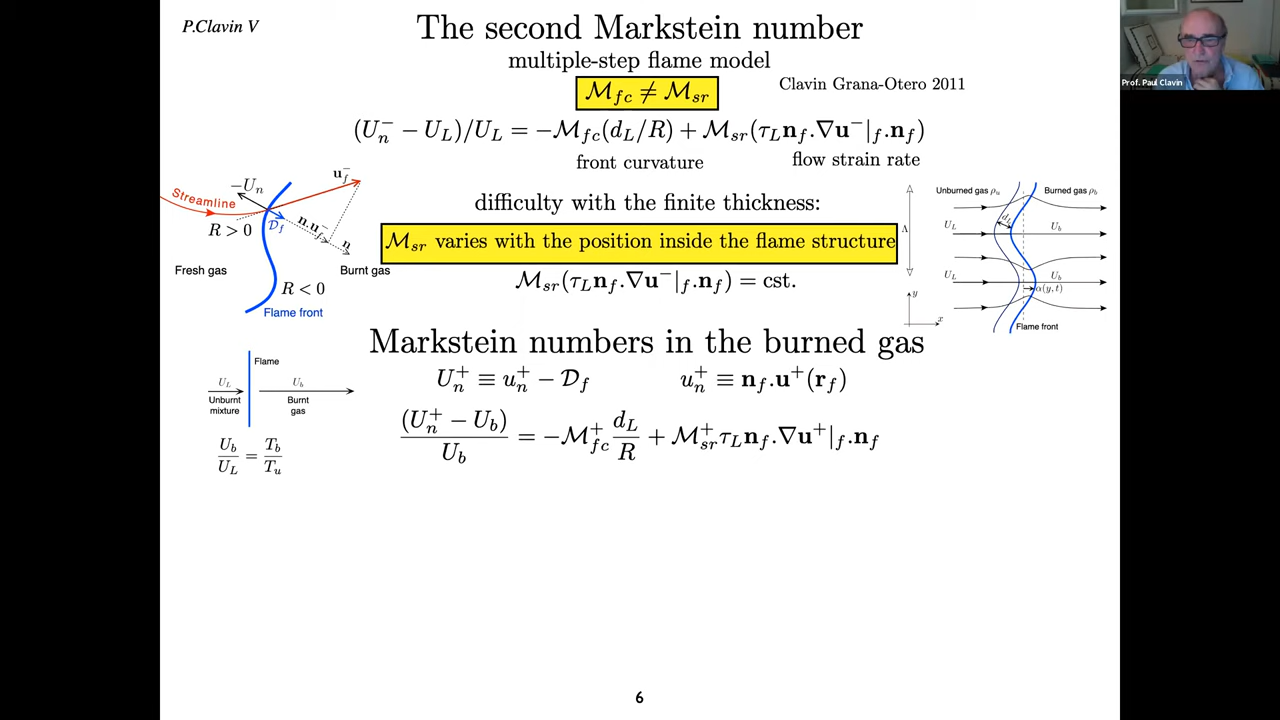 P.Clavin V
The second Markstein number
multiple-step flame model
ℳ_fc ≠ ℳ_sr
Clavin Grana-Otero 2011
(U_n^- − U_L)/U_L = −ℳ_fc(d_L/R) + ℳ_sr(τ_L n_f.∇u^-|_f.n_f)
front curvature
flow strain rate
difficulty with the finite thickness:
ℳ_sr varies with the position inside the flame structure
ℳ_sr(τ_L n_f.∇u^-|_f.n_f) = cst.
Streamline
−U_n
u_f^-
R > 0
𝒟_f
n.u_f^-
n
Fresh gas
Burnt gas
R < 0
Flame front
Unburned gas ρ_u
Burned gas ρ_b
d_L
Λ
U_L
U_b
U_L
U_b
α(y, t)
y
x
Flame front
Markstein numbers in the burned gas
U_n^+ ≡ u_n^+ − 𝒟_f
u_n^+ ≡ n_f.u^+(r_f)
(U_n^+ − U_b)/U_b = −ℳ_fc^+ d_L/R + ℳ_sr^+ τ_L n_f.∇u^+|_f.n_f
Flame
U_L
U_b
Unburnt
mixture
Burnt
gas
U_b/U_L = T_b/T_u
6
Prof. Paul Clavin